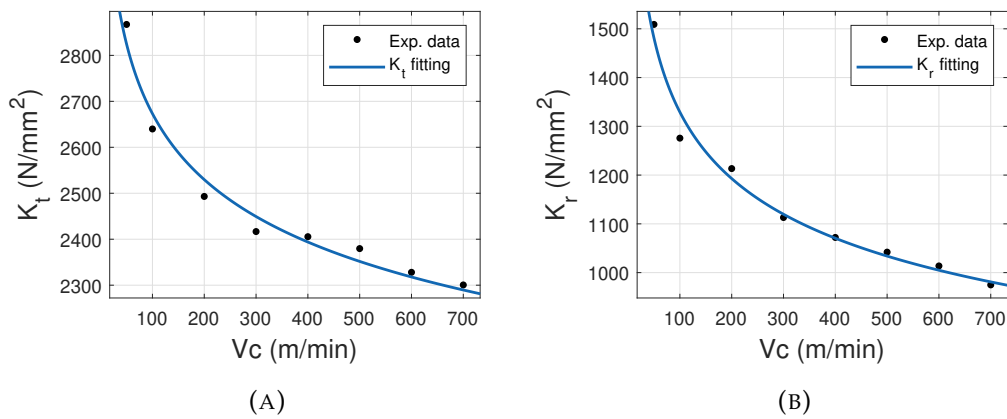 2800
2700
2600
2500
2400
2300
K_t (N/mm^2)
100 200 300 400 500 600 700
Vc (m/min)
Exp. data
K_t fitting
(A)
1500
1400
1300
1200
1100
1000
K_r (N/mm^2)
100 200 300 400 500 600 700
Vc (m/min)
Exp. data
K_r fitting
(B)